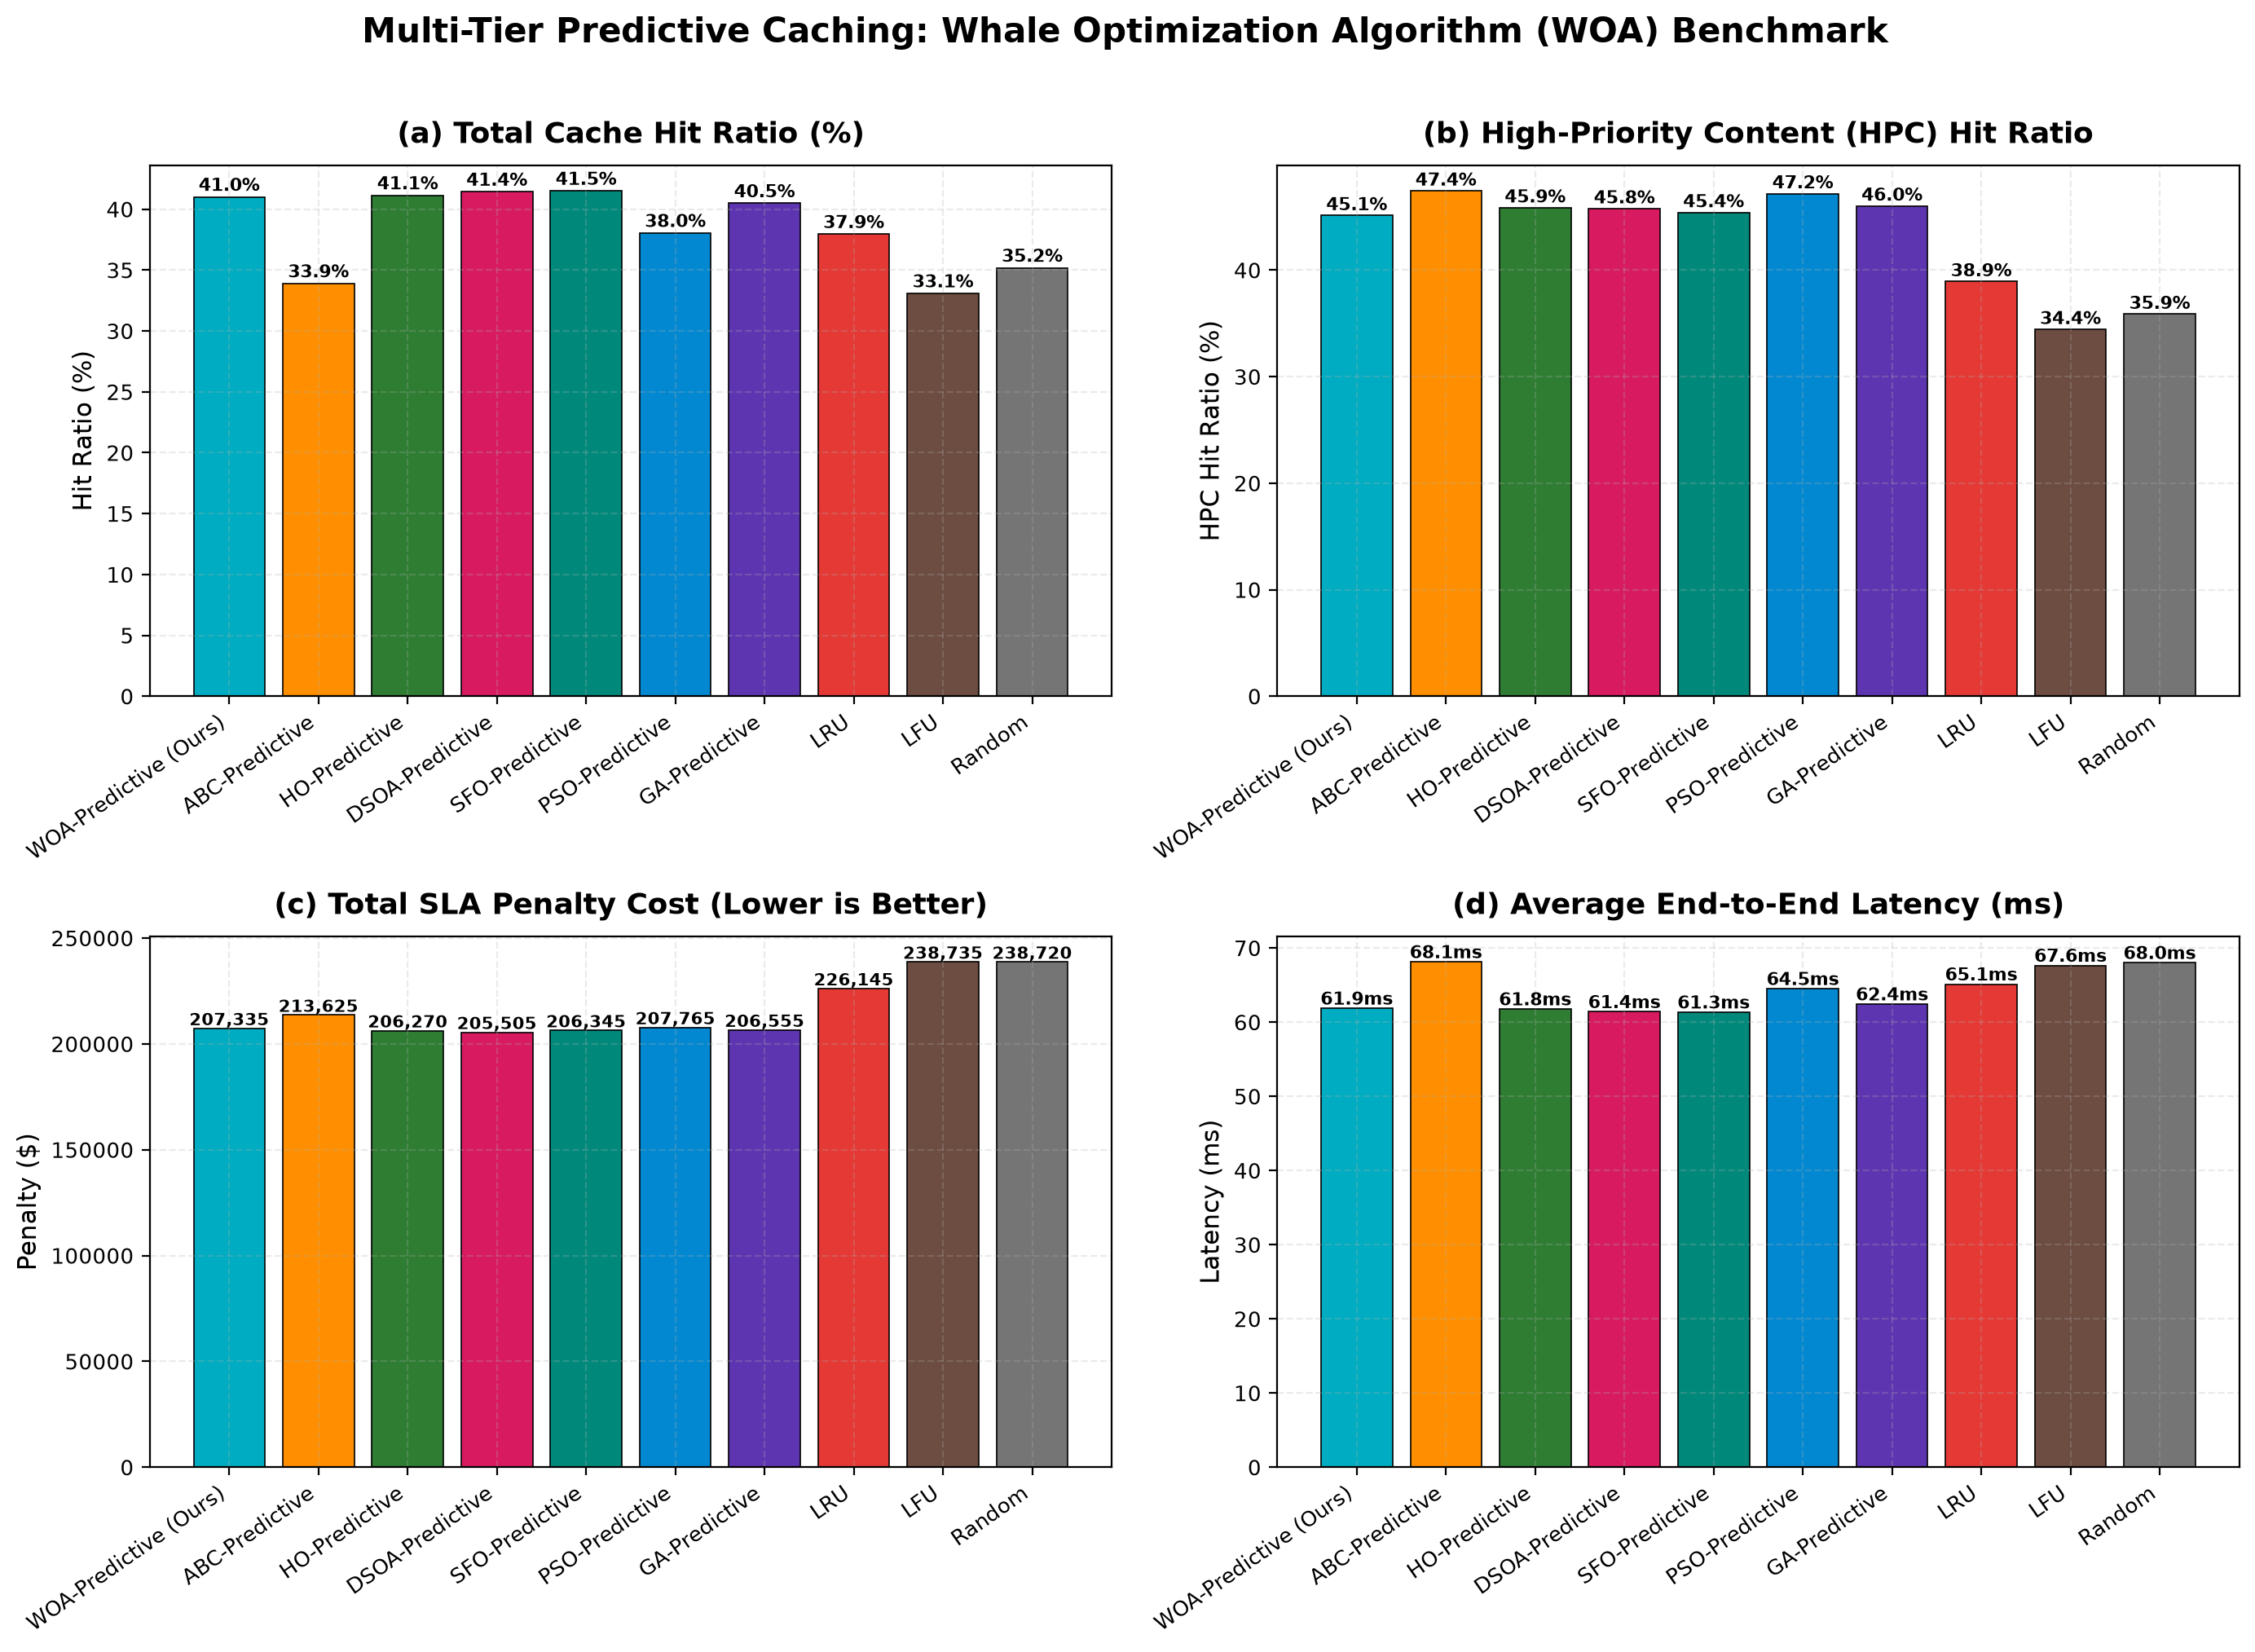 Multi-Tier Predictive Caching: Whale Optimization Algorithm (WOA) Benchmark
(a) Total Cache Hit Ratio (%)
Hit Ratio (%)
40
35
30
25
20
15
10
5
0
41.0%
33.9%
41.1%
41.4%
41.5%
38.0%
40.5%
37.9%
33.1%
35.2%
WOA-Predictive (Ours)
ABC-Predictive
HO-Predictive
DSOA-Predictive
SFO-Predictive
PSO-Predictive
GA-Predictive
LRU
LFU
Random
(b) High-Priority Content (HPC) Hit Ratio
HPC Hit Ratio (%)
40
30
20
10
0
45.1%
47.4%
45.9%
45.8%
45.4%
47.2%
46.0%
38.9%
34.4%
35.9%
WOA-Predictive (Ours)
ABC-Predictive
HO-Predictive
DSOA-Predictive
SFO-Predictive
PSO-Predictive
GA-Predictive
LRU
LFU
Random
(c) Total SLA Penalty Cost (Lower is Better)
Penalty ($)
250000
200000
150000
100000
50000
0
207,335
213,625
206,270
205,505
206,345
207,765
206,555
226,145
238,735
238,720
WOA-Predictive (Ours)
ABC-Predictive
HO-Predictive
DSOA-Predictive
SFO-Predictive
PSO-Predictive
GA-Predictive
LRU
LFU
Random
(d) Average End-to-End Latency (ms)
Latency (ms)
70
60
50
40
30
20
10
0
61.9ms
68.1ms
61.8ms
61.4ms
61.3ms
64.5ms
62.4ms
65.1ms
67.6ms
68.0ms
WOA-Predictive (Ours)
ABC-Predictive
HO-Predictive
DSOA-Predictive
SFO-Predictive
PSO-Predictive
GA-Predictive
LRU
LFU
Random